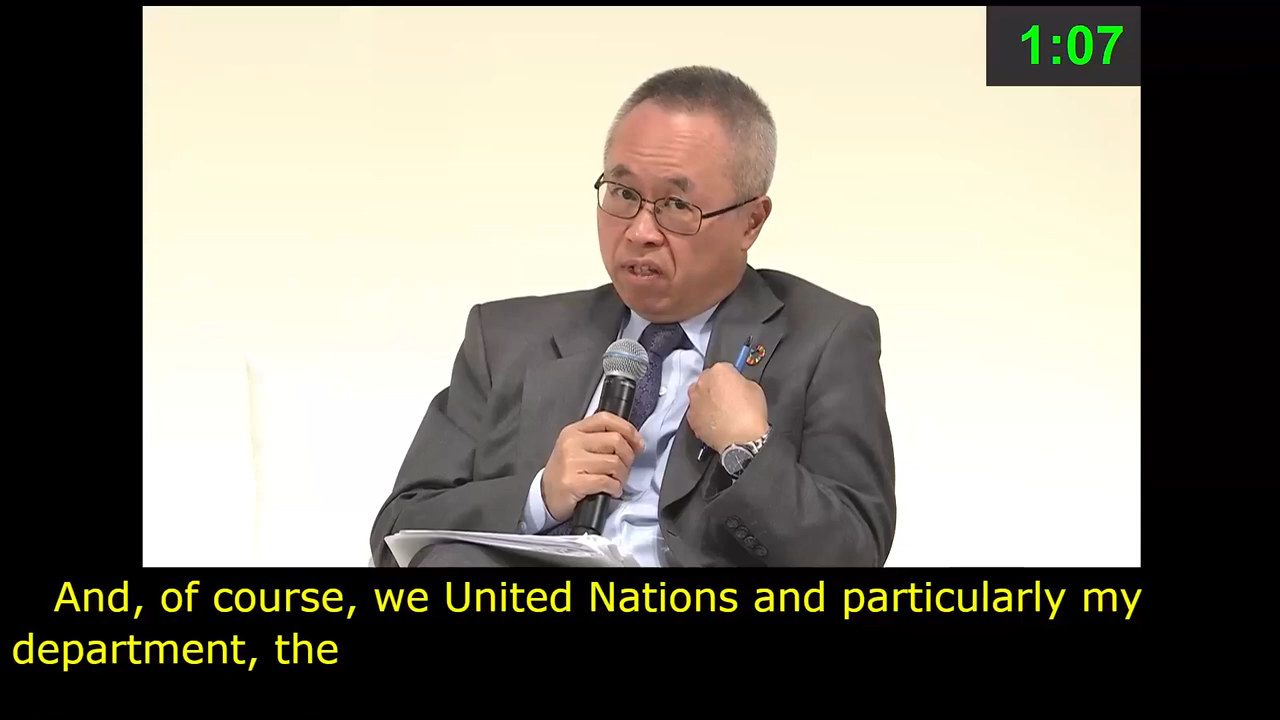 1:07
And, of course, we United Nations and particularly my
department, the